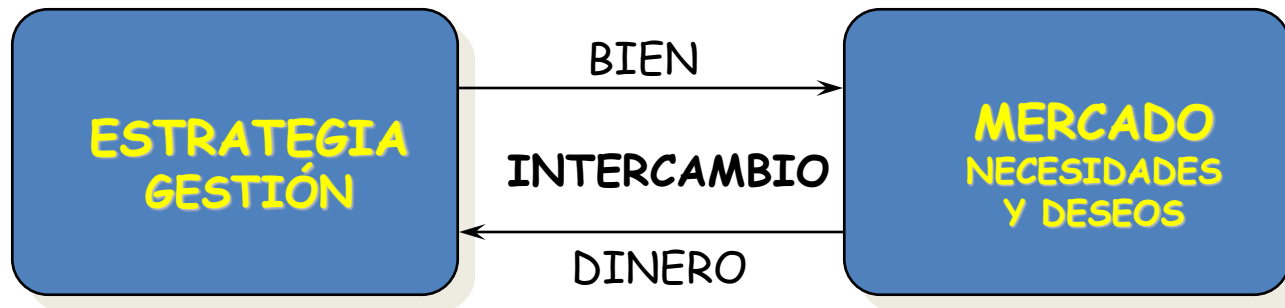 ESTRATEGIA
GESTIÓN
BIEN
INTERCAMBIO
DINERO
MERCADO
NECESIDADES
Y DESEOS